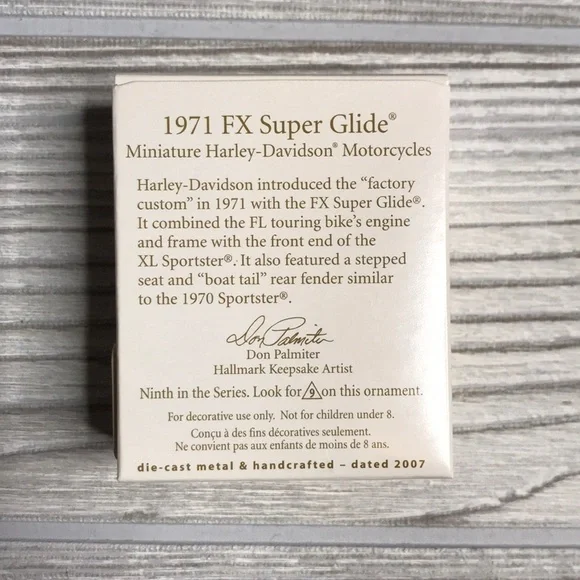 1971 FX Super Glide®
Miniature Harley-Davidson® Motorcycles
Harley-Davidson introduced the “factory
custom” in 1971 with the FX Super Glide®.
It combined the FL touring bike’s engine
and frame with the front end of the
XL Sportster®. It also featured a stepped
seat and “boat tail” rear fender similar
to the 1970 Sportster®.
Don Palmiter
Don Palmiter
Hallmark Keepsake Artist
Ninth in the Series. Look for 9 on this ornament.
For decorative use only. Not for children under 8.
Conçu à des fins décoratives seulement.
Ne convient pas aux enfants de moins de 8 ans.
die-cast metal & handcrafted – dated 2007